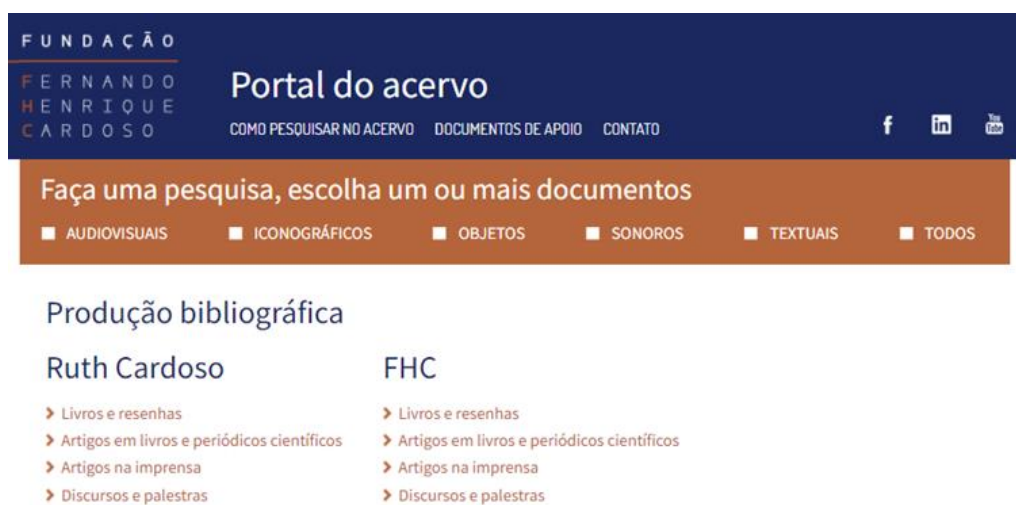 FUNDAÇÃO
FERNANDO
HENRIQUE
CARDOSO
Portal do acervo
COMO PESQUISAR NO ACERVO DOCUMENTOS DE APOIO CONTATO
f in You Tube
Faça uma pesquisa, escolha um ou mais documentos
AUDIOVISUAIS ICONOGRÁFICOS OBJETOS SONOROS TEXTUAIS TODOS
Produção bibliográfica
Ruth Cardoso
Livros e resenhas
Artigos em livros e periódicos científicos
Artigos na imprensa
Discursos e palestras
FHC
Livros e resenhas
Artigos em livros e periódicos científicos
Artigos na imprensa
Discursos e palestras